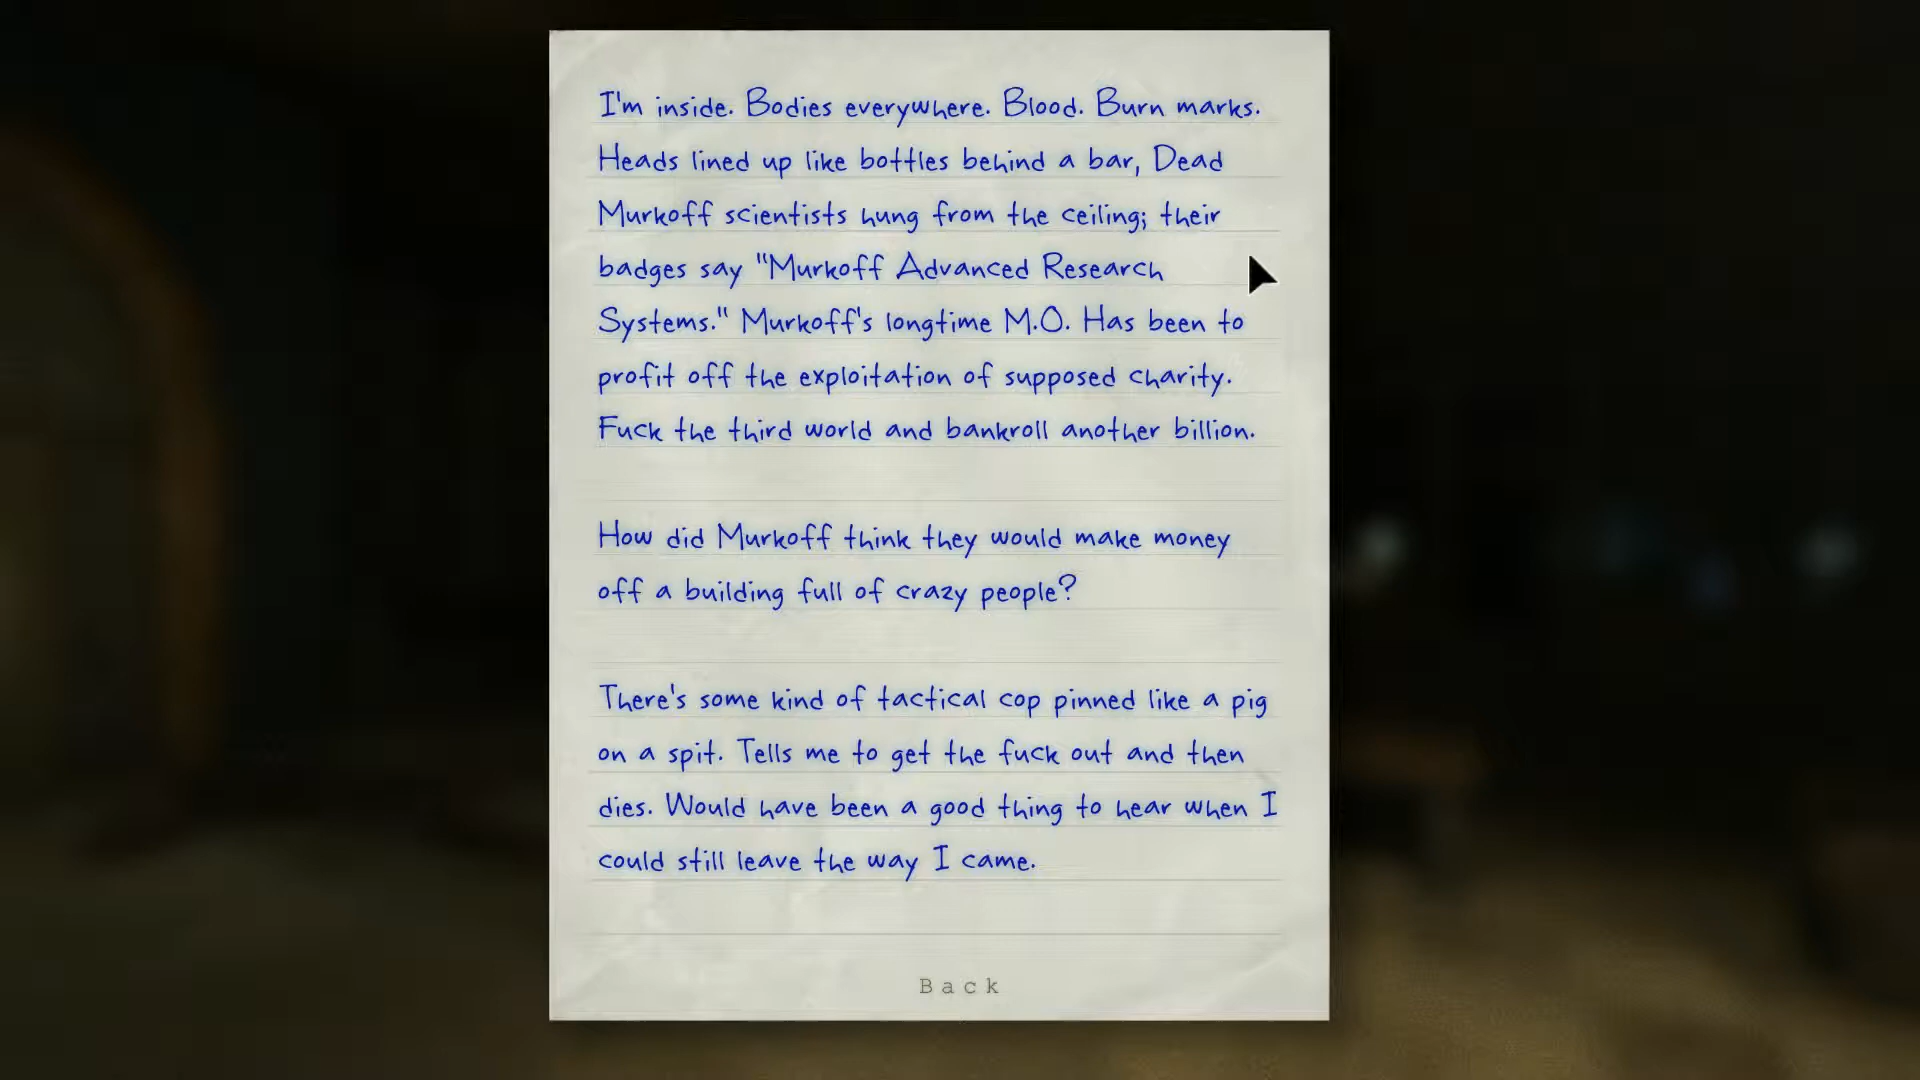 I'm inside. Bodies everywhere. Blood. Burn marks.
Heads lined up like bottles behind a bar, Dead
Murkoff scientists hung from the ceiling; their
badges say "Murkoff Advanced Research
Systems." Murkoff's longtime M.O. Has been to
profit off the exploitation of supposed charity.
Fuck the third world and bankroll another billion.
How did Murkoff think they would make money
off a building full of crazy people?
There's some kind of tactical cop pinned like a pig
on a spit. Tells me to get the fuck out and then
dies. Would have been a good thing to hear when I
could still leave the way I came.
Back